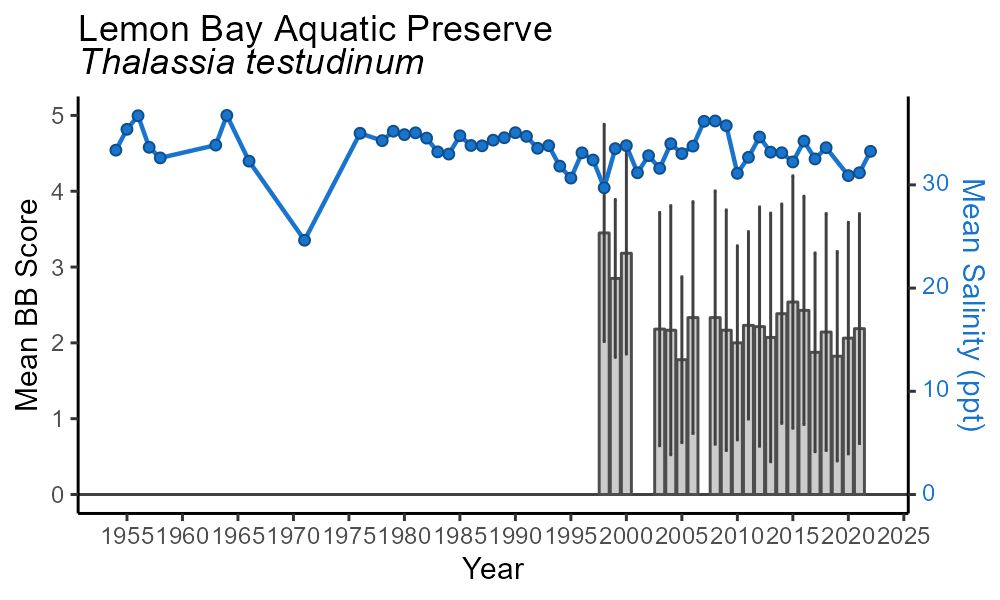 Lemon Bay Aquatic Preserve
Thalassia testudinum
Mean BB Score
5
4
3
2
1
0
30
20
10
0
Mean Salinity (ppt)
1955 1960 1965 1970 1975 1980 1985 1990 1995 2000 2005 2010 2015 2020 2025
Year